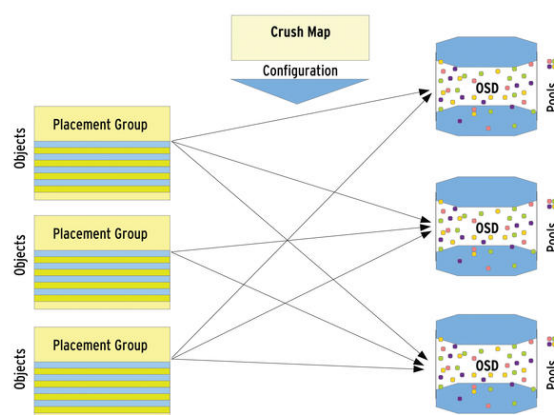 Crush Map
Configuration
OSD
Pools
Placement Group
Objects
Placement Group
Objects
OSD
Pools
Placement Group
Objects
OSD
Pools